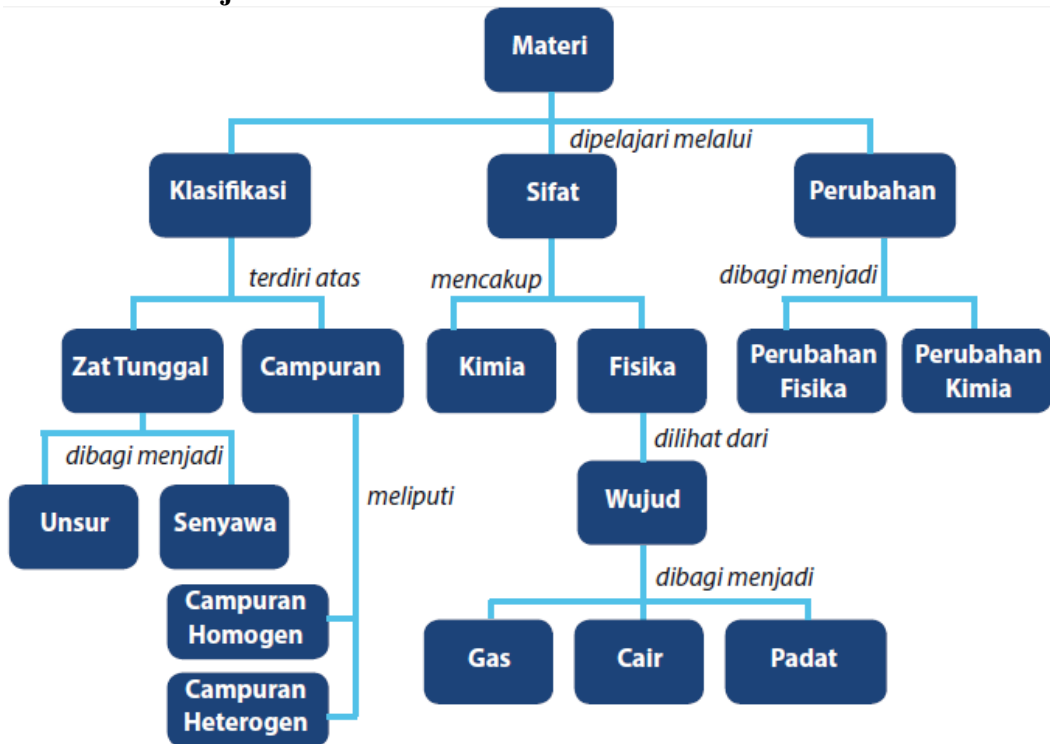 Materi
dipelajari melalui
Klasifikasi
Sifat
Perubahan
terdiri atas
mencakup
dibagi menjadi
Zat Tunggal
Campuran
Kimia
Fisika
Perubahan
Fisika
Perubahan
Kimia
dibagi menjadi
dilihat dari
Unsur
Senyawa
meliputi
Wujud
dibagi menjadi
Campuran
Homogen
Gas
Cair
Padat
Campuran
Heterogen